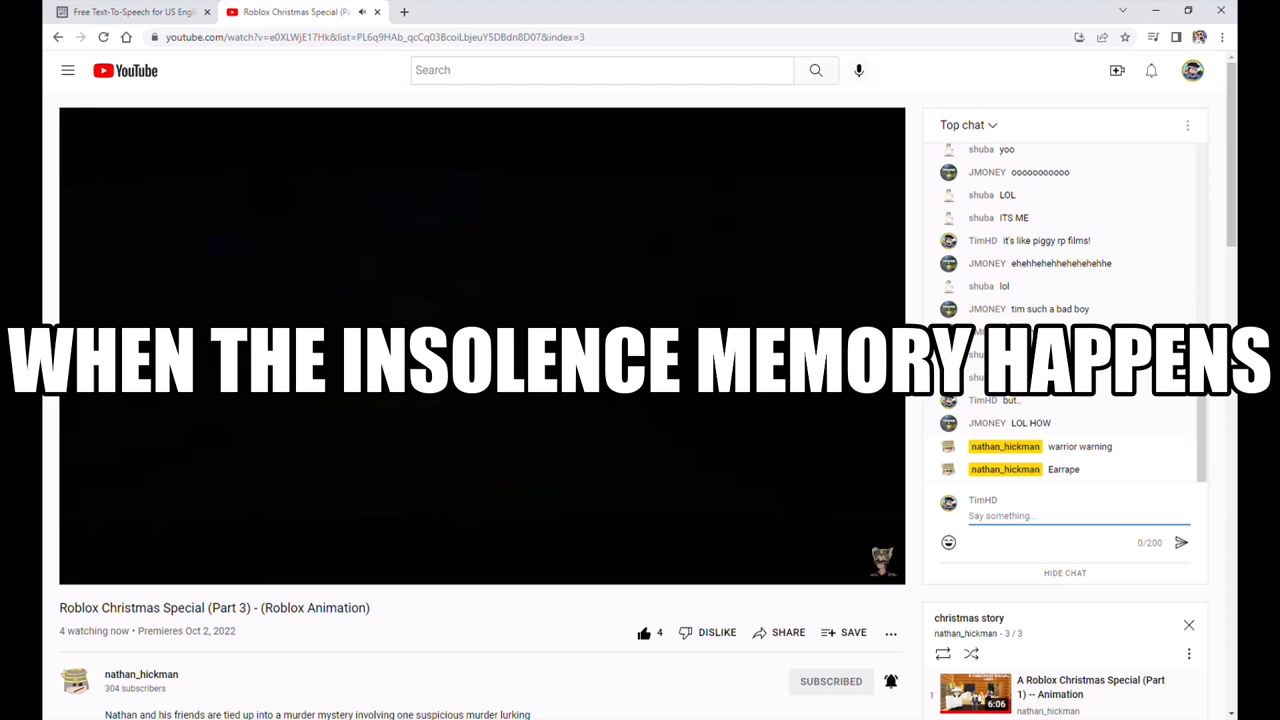 Free Text-To-Speech for US Engl
Roblox Christmas Special (Pa
youtube.com/watch?v=e0XLWjE17Hk&list=PL6q9HAb_qcCq03BcoiLbjeuY5DBdn8D07&index=3
YouTube
Search
Top chat
shuba yoo
JMONEY ooooooooooo
shuba LOL
shuba ITS ME
TimHD it's like piggy rp films!
JMONEY ehehhehehhehehehehhe
shuba lol
JMONEY tim such a bad boy
WHEN THE INSOLENCE MEMORY HAPPENS
TimHD but..
JMONEY LOL HOW
nathan_hickman warrior warning
nathan_hickman Earrape
TimHD
Say something...
0/200
HIDE CHAT
Roblox Christmas Special (Part 3) - (Roblox Animation)
4 watching now • Premieres Oct 2, 2022
4 DISLIKE SHARE SAVE
christmas story
nathan_hickman - 3 / 3
nathan_hickman
304 subscribers
SUBSCRIBED
1
6:06
A Roblox Christmas Special (Part
1) -- Animation
nathan_hickman
Nathan and his friends are tied up into a murder mystery involving one suspicious murder lurking